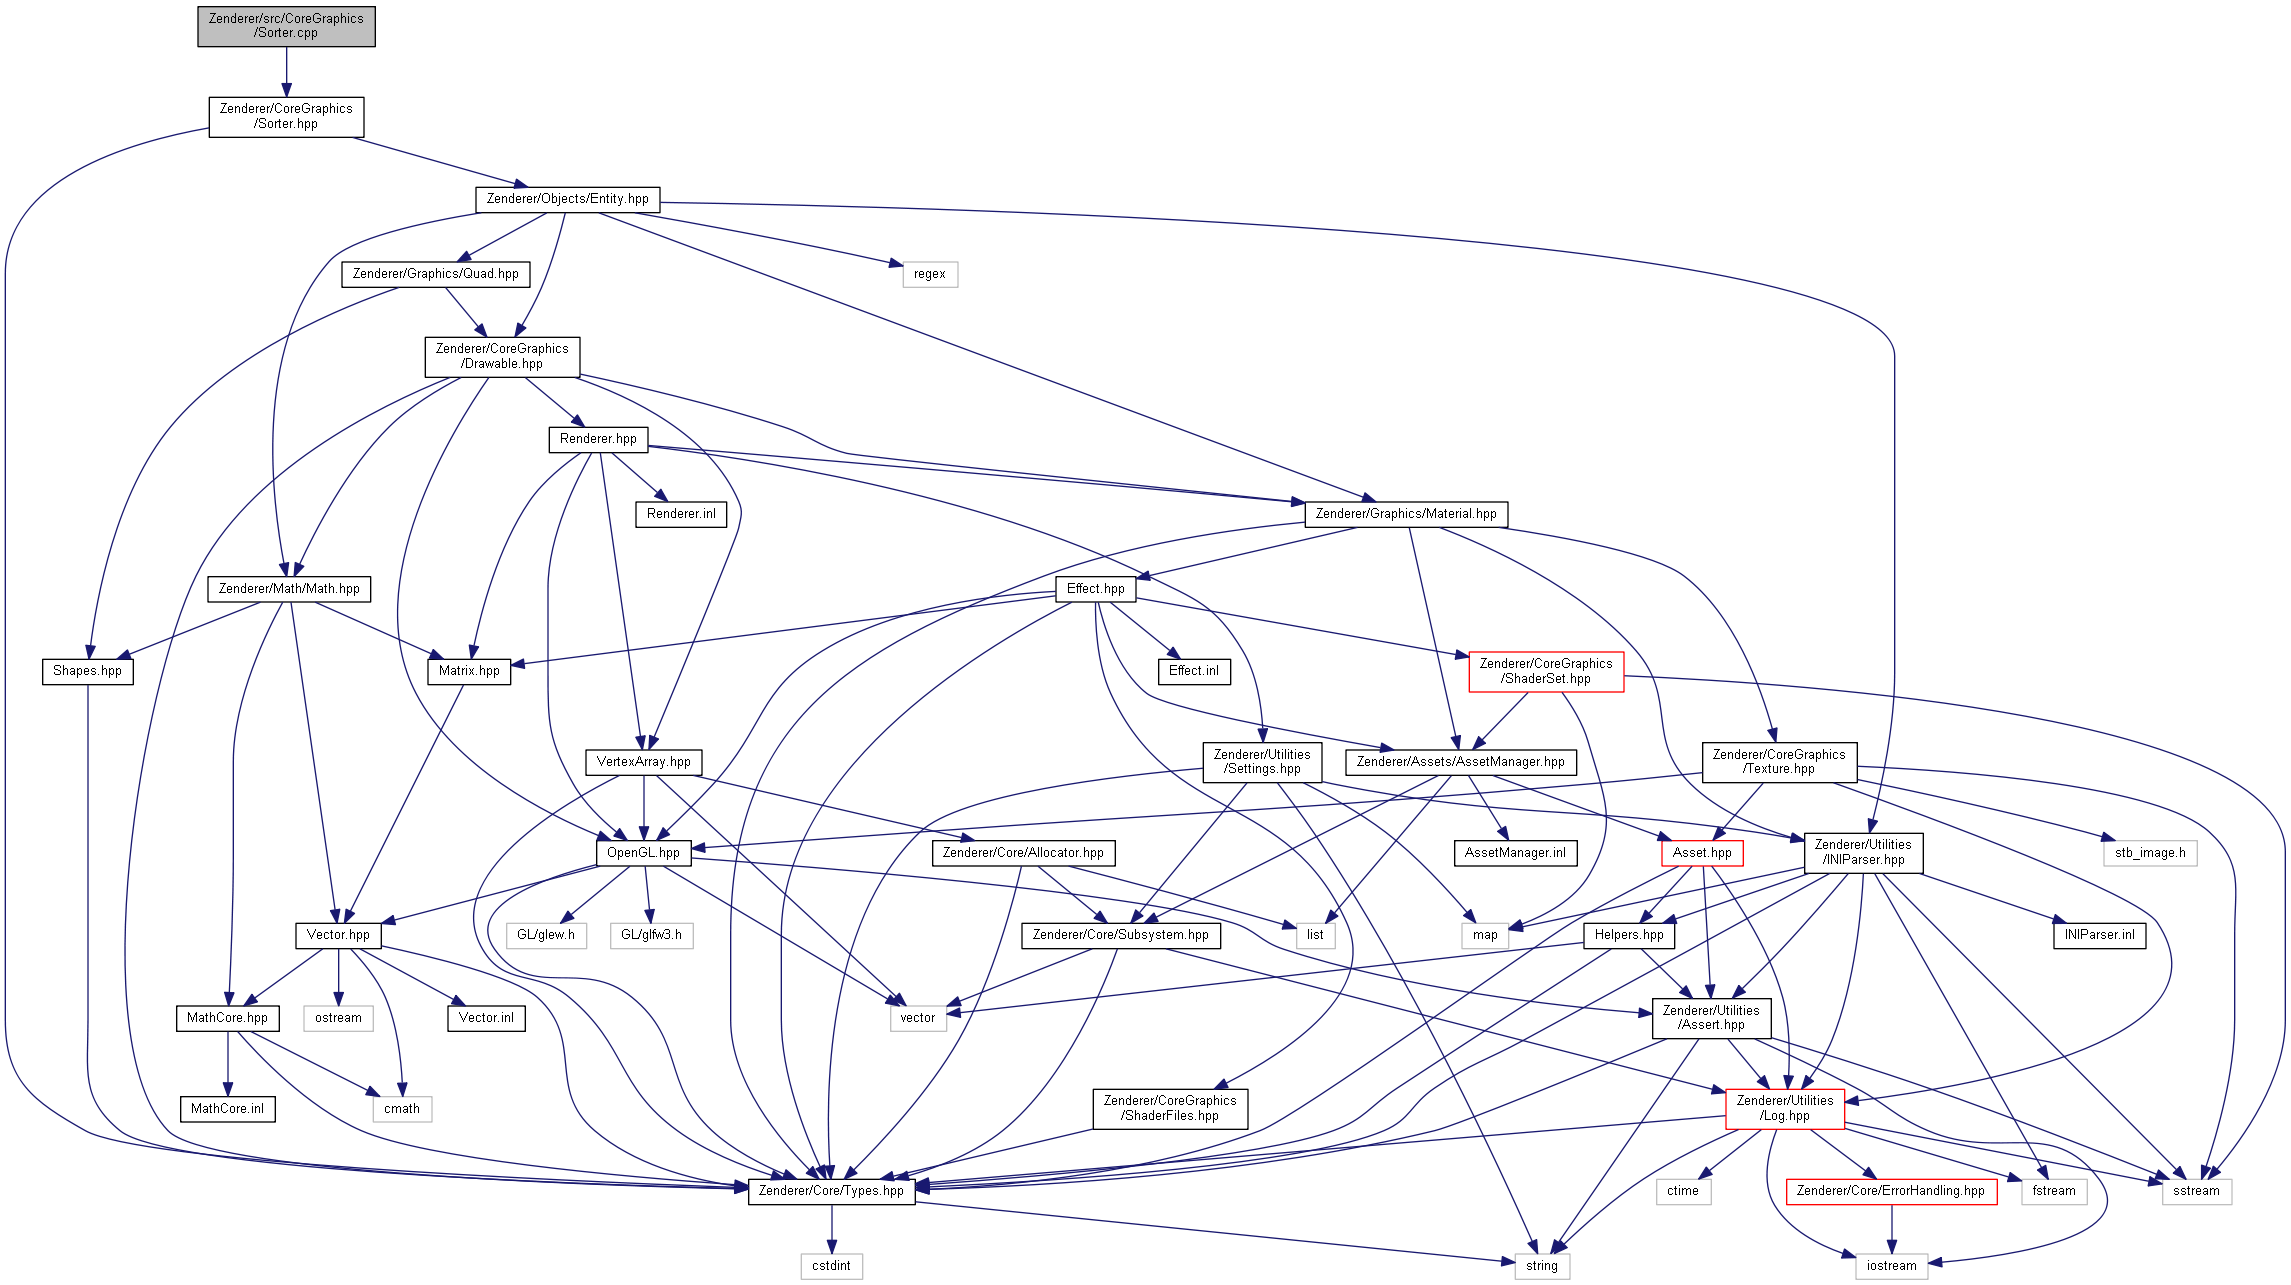 Zenderer/src/CoreGraphics
/Sorter.cpp
Zenderer/CoreGraphics
/Sorter.hpp
Zenderer/Objects/Entity.hpp
Zenderer/Graphics/Quad.hpp
regex
Zenderer/CoreGraphics
/Drawable.hpp
Renderer.hpp
Renderer.inl
Zenderer/Graphics/Material.hpp
Zenderer/Math/Math.hpp
Effect.hpp
Shapes.hpp
Matrix.hpp
Effect.inl
Zenderer/CoreGraphics
/ShaderSet.hpp
VertexArray.hpp
Zenderer/Utilities
/Settings.hpp
Zenderer/Assets/AssetManager.hpp
Zenderer/CoreGraphics
/Texture.hpp
OpenGL.hpp
Zenderer/Core/Allocator.hpp
AssetManager.inl
Asset.hpp
Zenderer/Utilities
/INIParser.hpp
stb_image.h
Vector.hpp
GL/glew.h
GL/glfw3.h
Zenderer/Core/Subsystem.hpp
list
map
Helpers.hpp
INIParser.inl
MathCore.hpp
ostream
Vector.inl
vector
Zenderer/Utilities
/Assert.hpp
MathCore.inl
cmath
Zenderer/CoreGraphics
/ShaderFiles.hpp
Zenderer/Utilities
/Log.hpp
Zenderer/Core/Types.hpp
ctime
Zenderer/Core/ErrorHandling.hpp
fstream
sstream
cstdint
string
iostream